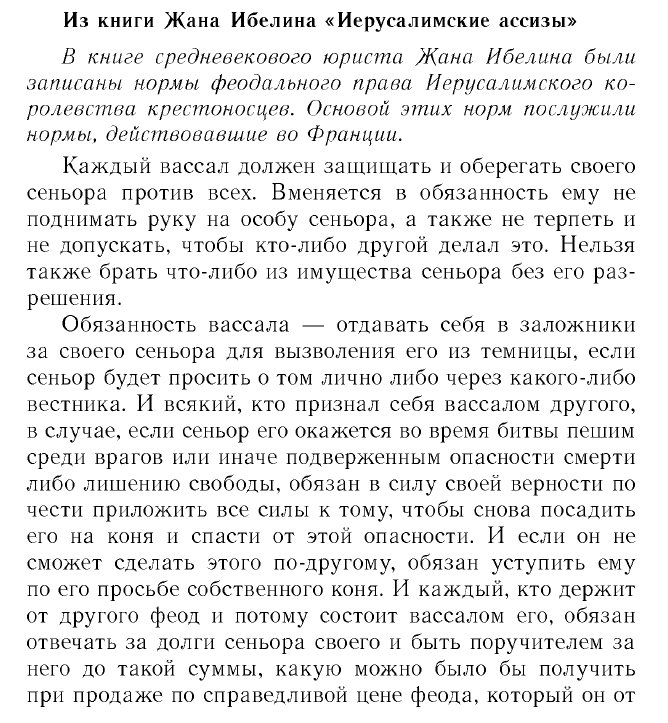 Из книги Жана Ибелина «Иерусалимские ассизы»
В книге средневекового юриста Жана Ибелина были
записаны нормы феодального права Иерусалимского ко-
ролевства крестоносцев. Основой этих норм послужили
нормы, действовавшие во Франции.
Каждый вассал должен защищать и оберегать своего
сеньора против всех. Вменяется в обязанность ему не
поднимать руку на особу сеньора, а также не терпеть и
не допускать, чтобы кто-либо другой делал это. Нельзя
также брать что-либо из имущества сеньора без его раз-
решения.
Обязанность вассала — отдавать себя в заложники
за своего сеньора для вызволения его из темницы, если
сеньор будет просить о том лично либо через какого-либо
вестника. И всякий, кто признал себя вассалом другого,
в случае, если сеньор его окажется во время битвы пешим
среди врагов или иначе подверженным опасности смерти
либо лишению свободы, обязан в силу своей верности по
чести приложить все силы к тому, чтобы снова посадить
его на коня и спасти от этой опасности. И если он не
сможет сделать этого по-другому, обязан уступить ему
по его просьбе собственного коня. И каждый, кто держит
от другого феод и потому состоит вассалом его, обязан
отвечать за долги сеньора своего и быть поручителем за
него до такой суммы, какую можно было бы получить
при продаже по справедливой цене феода, который он от